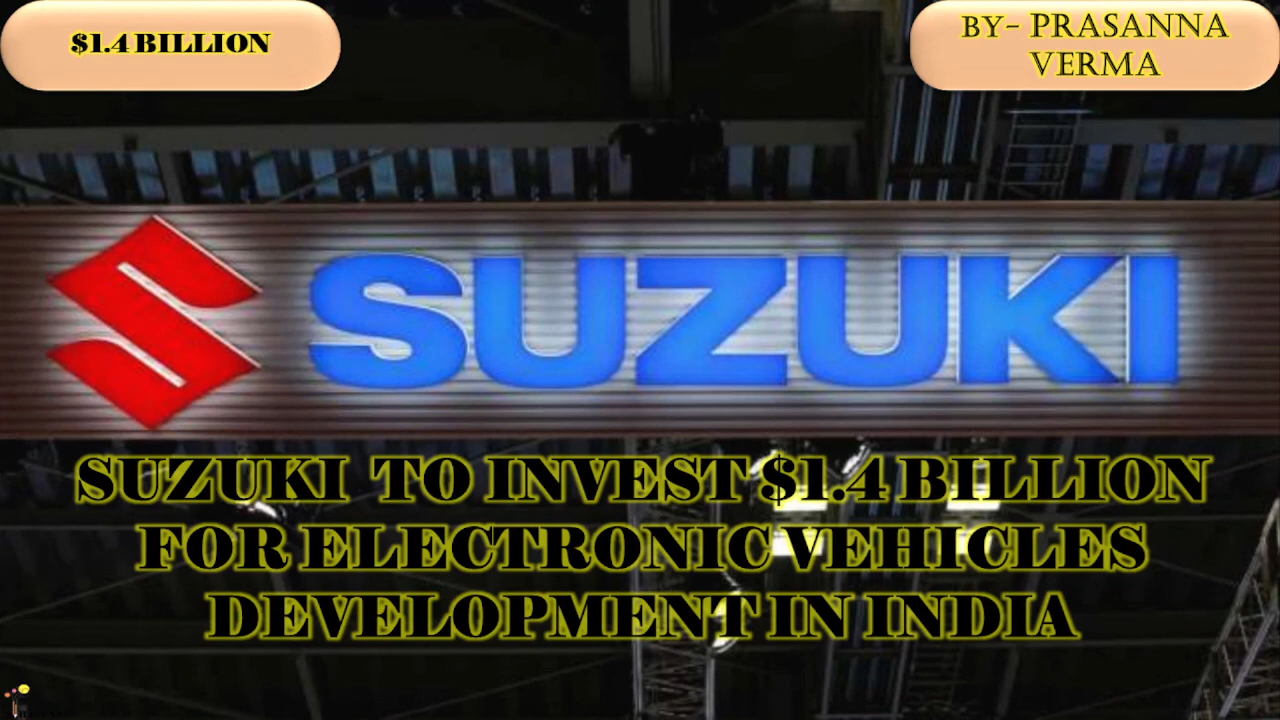 $1.4 BILLION
BY- PRASANNA
VERMA
SUZUKI
SUZUKI TO INVEST $1.4 BILLION
FOR ELECTRONIC VEHICLES
DEVELOPMENT IN INDIA